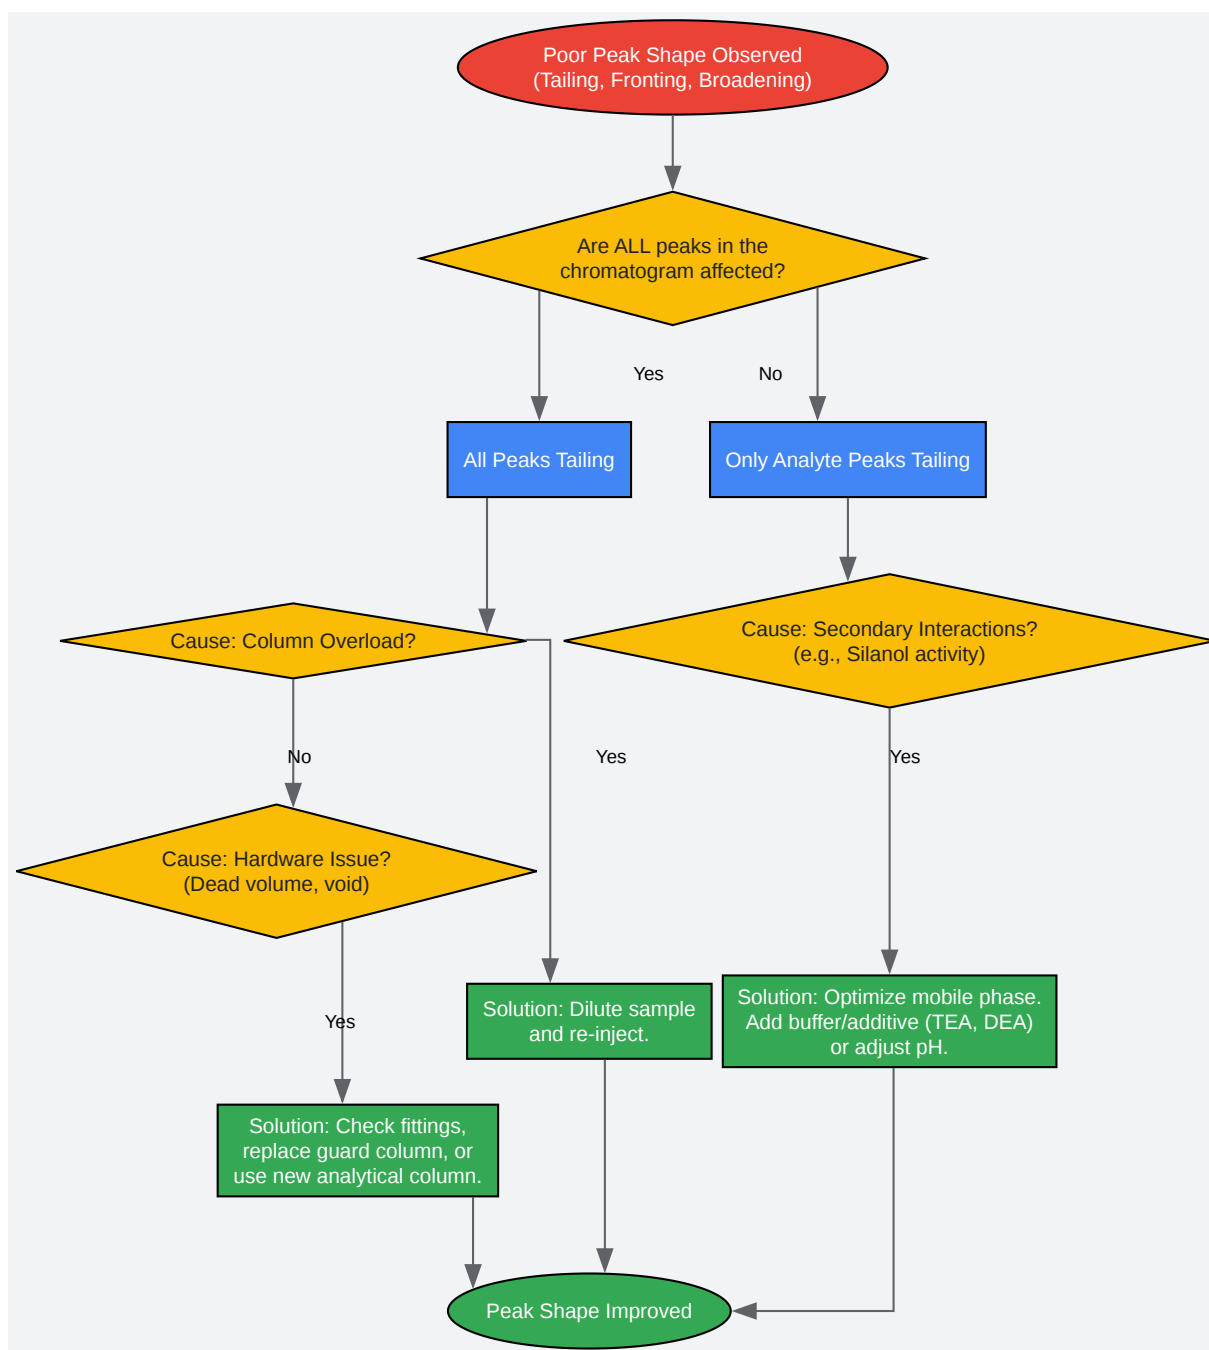 Poor Peak Shape Observed
(Tailing, Fronting, Broadening)
Are ALL peaks in the
chromatogram affected?
Yes
No
All Peaks Tailing
Only Analyte Peaks Tailing
Cause: Column Overload?
Cause: Secondary Interactions?
(e.g., Silanol activity)
No
Yes
Yes
Cause: Hardware Issue?
(Dead volume, void)
Yes
Solution: Dilute sample
and re-inject.
Solution: Optimize mobile phase.
Add buffer/additive (TEA, DEA)
or adjust pH.
Solution: Check fittings,
replace guard column, or
use new analytical column.
Peak Shape Improved